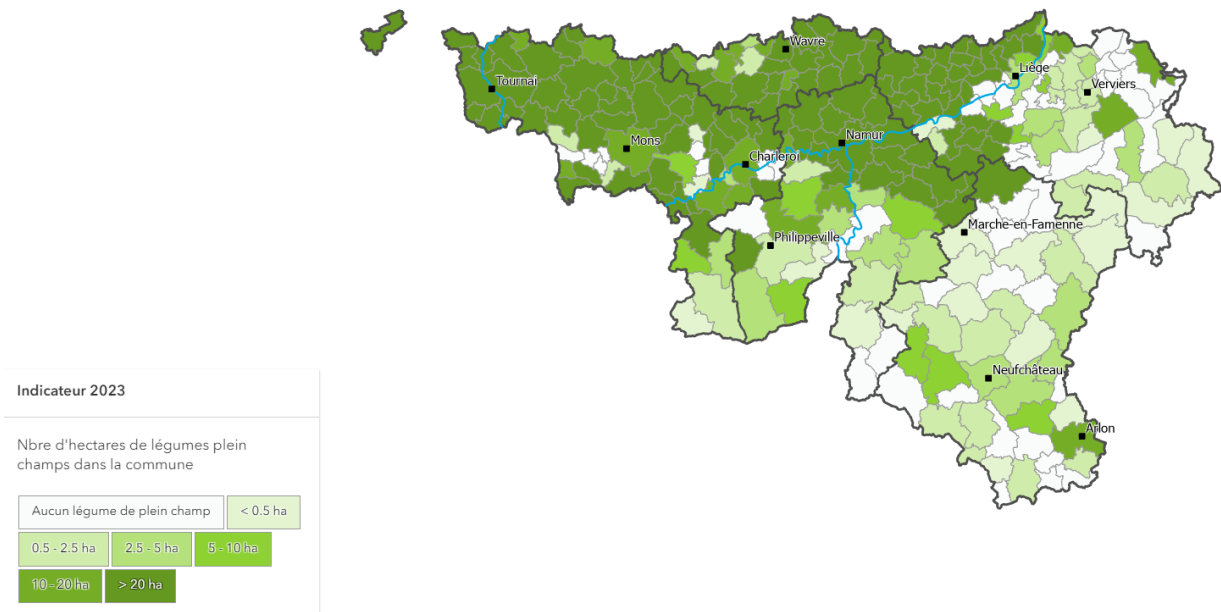 Wavre
Liège
Tournai
Verviers
Mons
Namur
Charleroi
Marche-en-Famenne
Philippeville
Neufchâteau
Arlon
Indicateur 2023
Nbre d'hectares de légumes plein
champs dans la commune
Aucun légume de plein champ
< 0.5 ha
0.5 - 2.5 ha
2.5 - 5 ha
5 - 10 ha
10 - 20 ha
> 20 ha